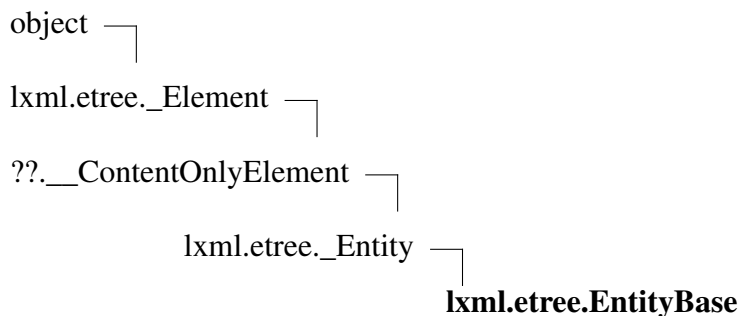 object
lxml.etree._Element
??.__ContentOnlyElement
lxml.etree._Entity
lxml.etree.EntityBase